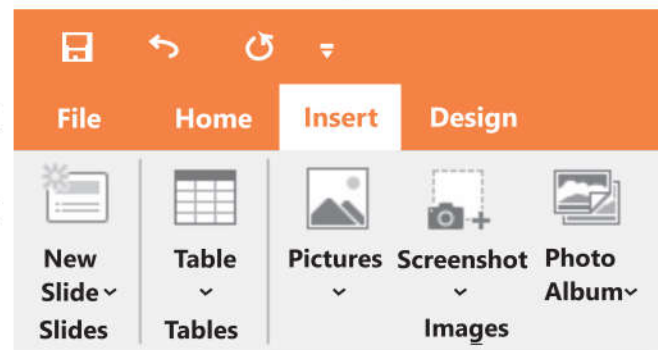 File Home Insert Design
New Table Pictures Screenshot Photo
Slide Album
Slides Tables Images